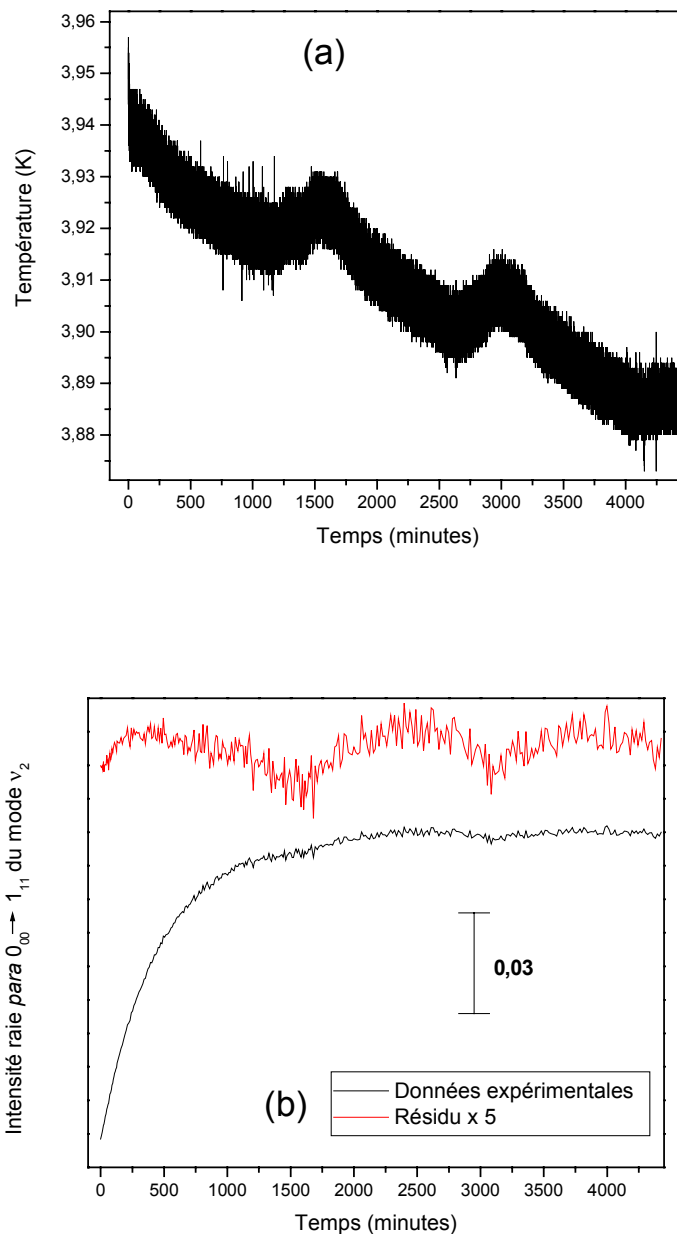 (a)
Température (K)
3,96
3,95
3,94
3,93
3,92
3,91
3,90
3,89
3,88
0 500 1000 1500 2000 2500 3000 3500 4000
Temps (minutes)
Intensité raie para 0₀₀ → 1₁₁ du mode ν₂
0,03
(b)
Données expérimentales
Résidu x 5
0 500 1000 1500 2000 2500 3000 3500 4000
Temps (minutes)